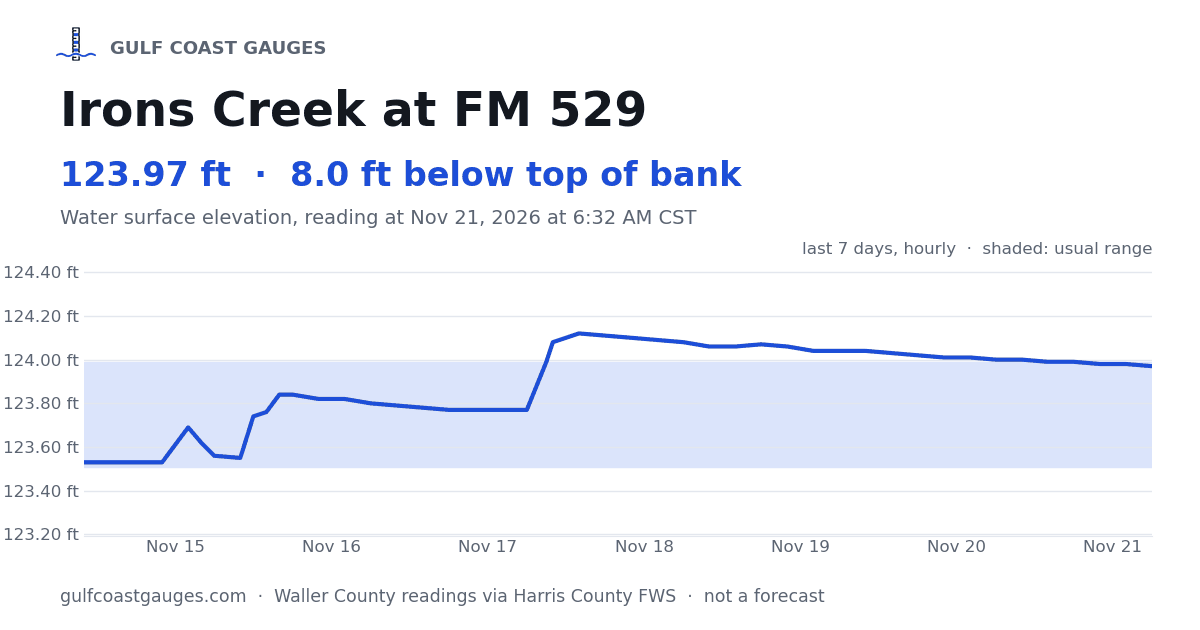 GULF COAST GAUGES
Irons Creek at FM 529
123.97 ft · 8.0 ft below top of bank
Water surface elevation, reading at Nov 21, 2026 at 6:32 AM CST
last 7 days, hourly · shaded: usual range
124.40 ft
124.20 ft
124.00 ft
123.80 ft
123.60 ft
123.40 ft
123.20 ft
Nov 15 Nov 16 Nov 17 Nov 18 Nov 19 Nov 20 Nov 21
gulfcoastgauges.com · Waller County readings via Harris County FWS · not a forecast